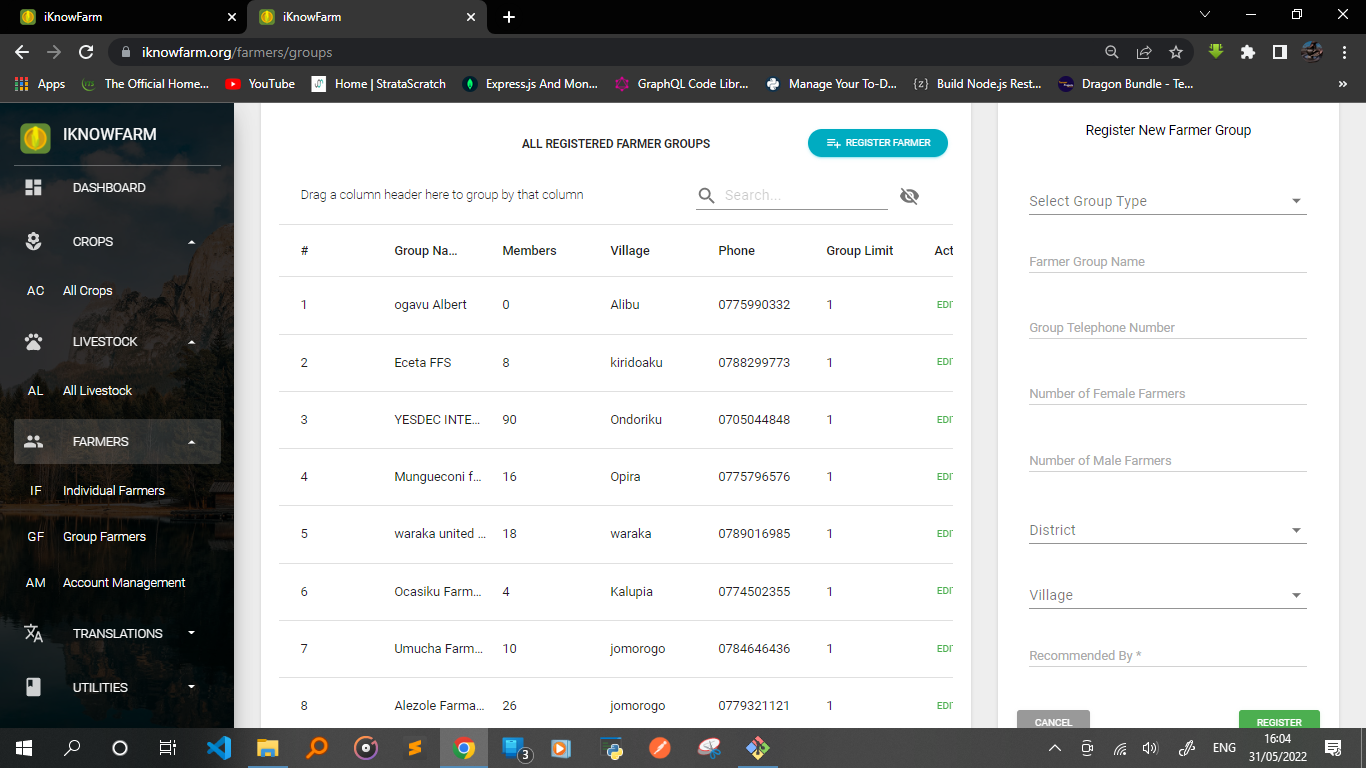 iKnowFarm
iKnowFarm
iknowfarm.org/farmers/groups
Apps
The Official Home...
YouTube
Home | StrataScratch
Express.js And Mon...
GraphQL Code Libr...
Manage Your To-D...
Build Node.js Rest...
Dragon Bundle - Te...
»
IKNOWFARM
DASHBOARD
CROPS
AC All Crops
LIVESTOCK
AL All Livestock
FARMERS
IF Individual Farmers
GF Group Farmers
AM Account Management
TRANSLATIONS
UTILITIES
ALL REGISTERED FARMER GROUPS
REGISTER FARMER
Drag a column header here to group by that column
Search...
# Group Na... Members Village Phone Group Limit Act
1 ogavu Albert 0 Alibu 0775990332 1 EDI
2 Eceta FFS 8 kiridoaku 0788299773 1 EDI
3 YESDEC INTE... 90 Ondoriku 0705044848 1 EDI
4 Mungueconi f... 16 Opira 0775796576 1 EDI
5 waraka united ... 18 waraka 0789016985 1 EDI
6 Ocasiku Farm... 4 Kalupia 0774502355 1 EDI
7 Umucha Farm... 10 jomorogo 0784646436 1 EDI
8 Alezole Farma... 26 jomorogo 0779321121 1 EDI
Register New Farmer Group
Select Group Type
Farmer Group Name
Group Telephone Number
Number of Female Farmers
Number of Male Farmers
District
Village
Recommended By *
CANCEL
REGISTER
3
ENG
16:04
31/05/2022